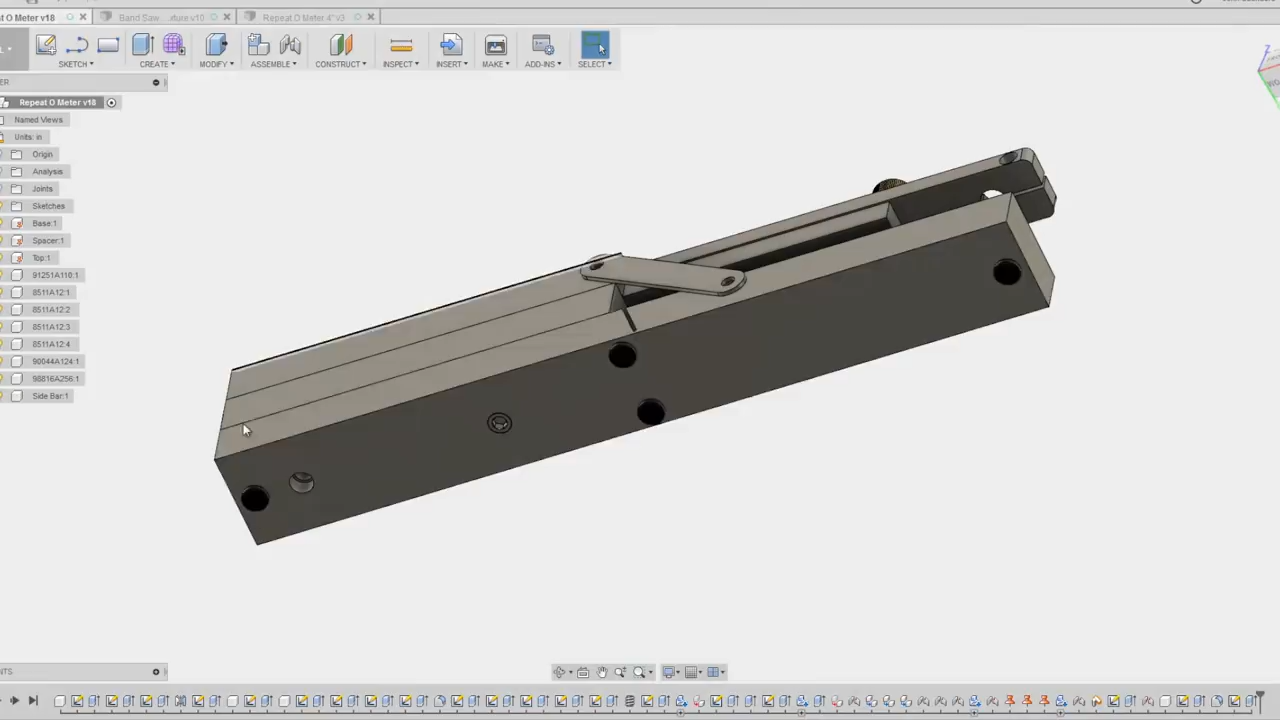 at O Meter v18
Band Saw ...xture v10
Repeat O Meter 4" v3
SKETCH
CREATE
MODIFY
ASSEMBLE
CONSTRUCT
INSPECT
INSERT
MAKE
ADD-INS
SELECT
Repeat O Meter v18
Named Views
Units: in
Origin
Analysis
Joints
Sketches
Base:1
Spacer:1
Top:1
91251A110:1
8511A12:1
8511A12:2
8511A12:3
8511A12:4
90044A124:1
98816A256:1
Side Bar:1
Z